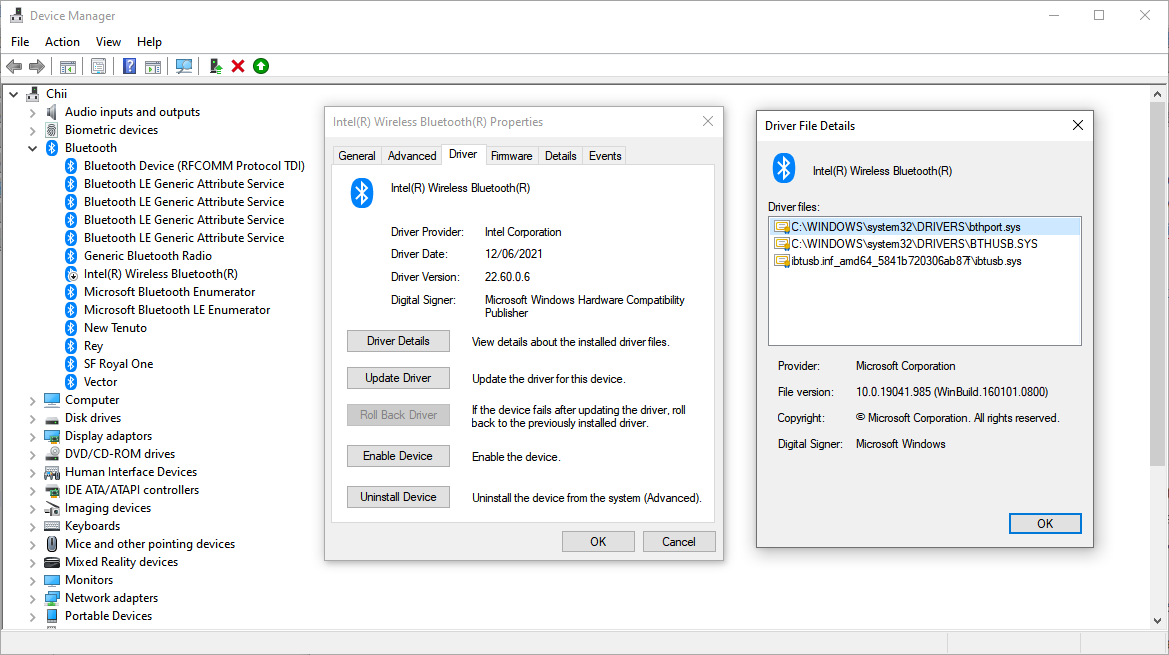 Device Manager
File Action View Help
Chii
Audio inputs and outputs
Biometric devices
Bluetooth
Bluetooth Device (RFCOMM Protocol TDI)
Bluetooth LE Generic Attribute Service
Bluetooth LE Generic Attribute Service
Bluetooth LE Generic Attribute Service
Bluetooth LE Generic Attribute Service
Generic Bluetooth Radio
Intel(R) Wireless Bluetooth(R)
Microsoft Bluetooth Enumerator
Microsoft Bluetooth LE Enumerator
New Tenuto
Rey
SF Royal One
Vector
Computer
Disk drives
Display adaptors
DVD/CD-ROM drives
Human Interface Devices
IDE ATA/ATAPI controllers
Imaging devices
Keyboards
Mice and other pointing devices
Mixed Reality devices
Monitors
Network adapters
Portable Devices
Intel(R) Wireless Bluetooth(R) Properties
General Advanced Driver Firmware Details Events
Intel(R) Wireless Bluetooth(R)
Driver Provider: Intel Corporation
Driver Date: 12/06/2021
Driver Version: 22.60.0.6
Digital Signer: Microsoft Windows Hardware Compatibility
Publisher
Driver Details View details about the installed driver files.
Update Driver Update the driver for this device.
Roll Back Driver If the device fails after updating the driver, roll
back to the previously installed driver.
Enable Device Enable the device.
Uninstall Device Uninstall the device from the system (Advanced).
OK Cancel
Driver File Details
Intel(R) Wireless Bluetooth(R)
Driver files:
C:\WINDOWS\system32\DRIVERS\bthport.sys
C:\WINDOWS\system32\DRIVERS\BTHUSB.SYS
ibtusb.inf_amd64_5841b720306ab87f\ibtusb.sys
Provider: Microsoft Corporation
File version: 10.0.19041.985 (WinBuild.160101.0800)
Copyright: © Microsoft Corporation. All rights reserved.
Digital Signer: Microsoft Windows
OK